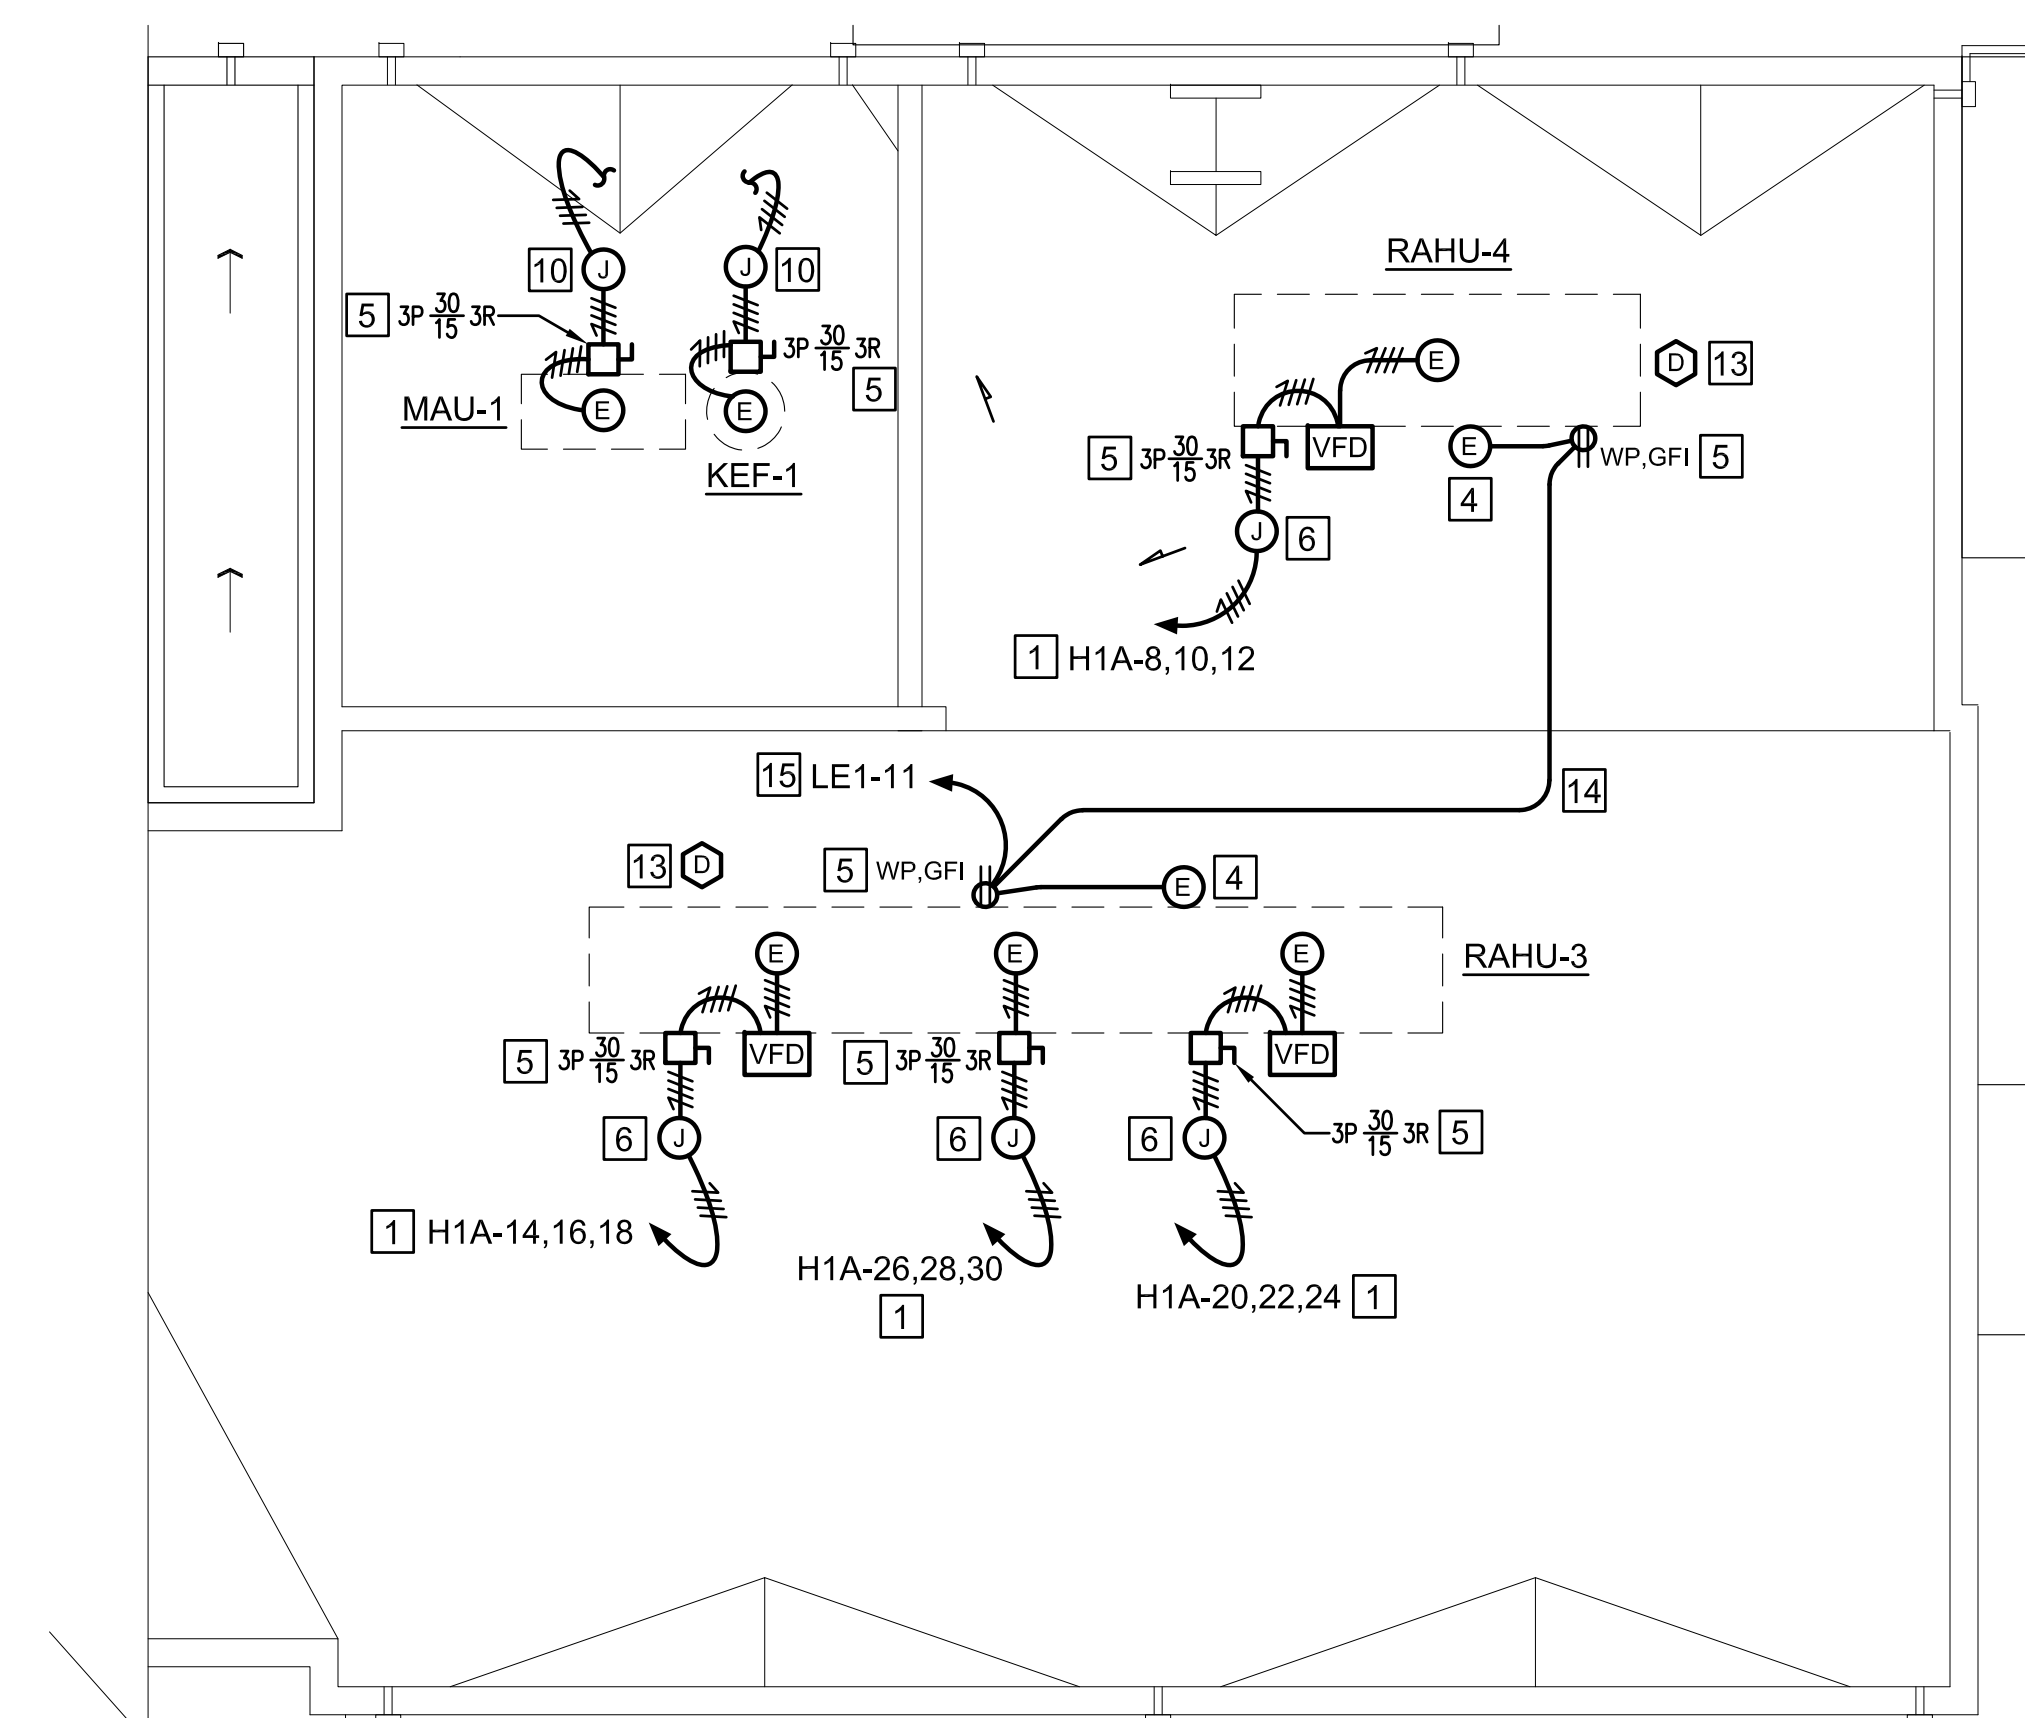 RAHU-4
J
J
10
10
5 3P 30/15 3R
3P 30/15 3R
5
E
D 13
MAU-1
E
E
KEF-1
5 3P 30/15 3R
VFD
E
WP,GFI 5
4
J
6
1 H1A-8,10,12
15 LE1-11
14
13 D
5 WP,GFI
E
4
E
E
E
RAHU-3
5 3P 30/15 3R
VFD
5 3P 30/15 3R
VFD
6 J
6 J
6 J
3P 30/15 3R 5
1 H1A-14,16,18
H1A-26,28,30
1
H1A-20,22,24 1